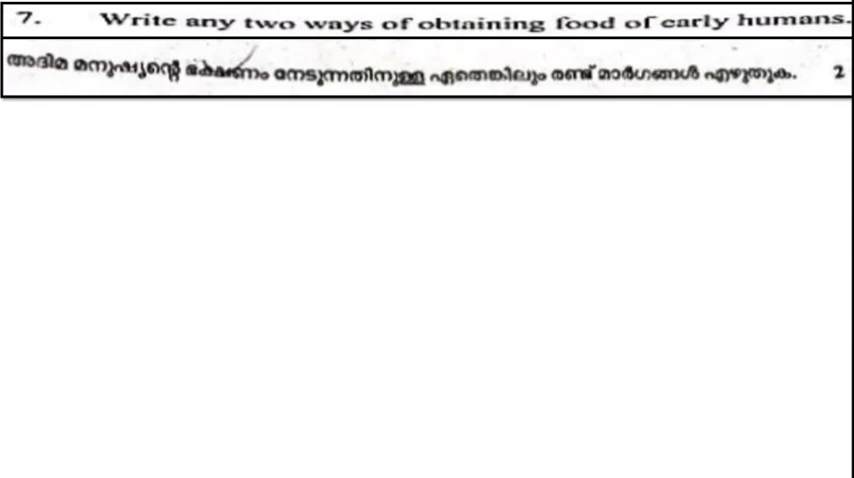 7. Write any two ways of obtaining food of early humans.
ആദിമ മനുഷ്യന്റെ ഭക്ഷണം നേടുന്നതിനുള്ള ഏതെങ്കിലും രണ്ട് മാർഗങ്ങൾ എഴുതുക. 2